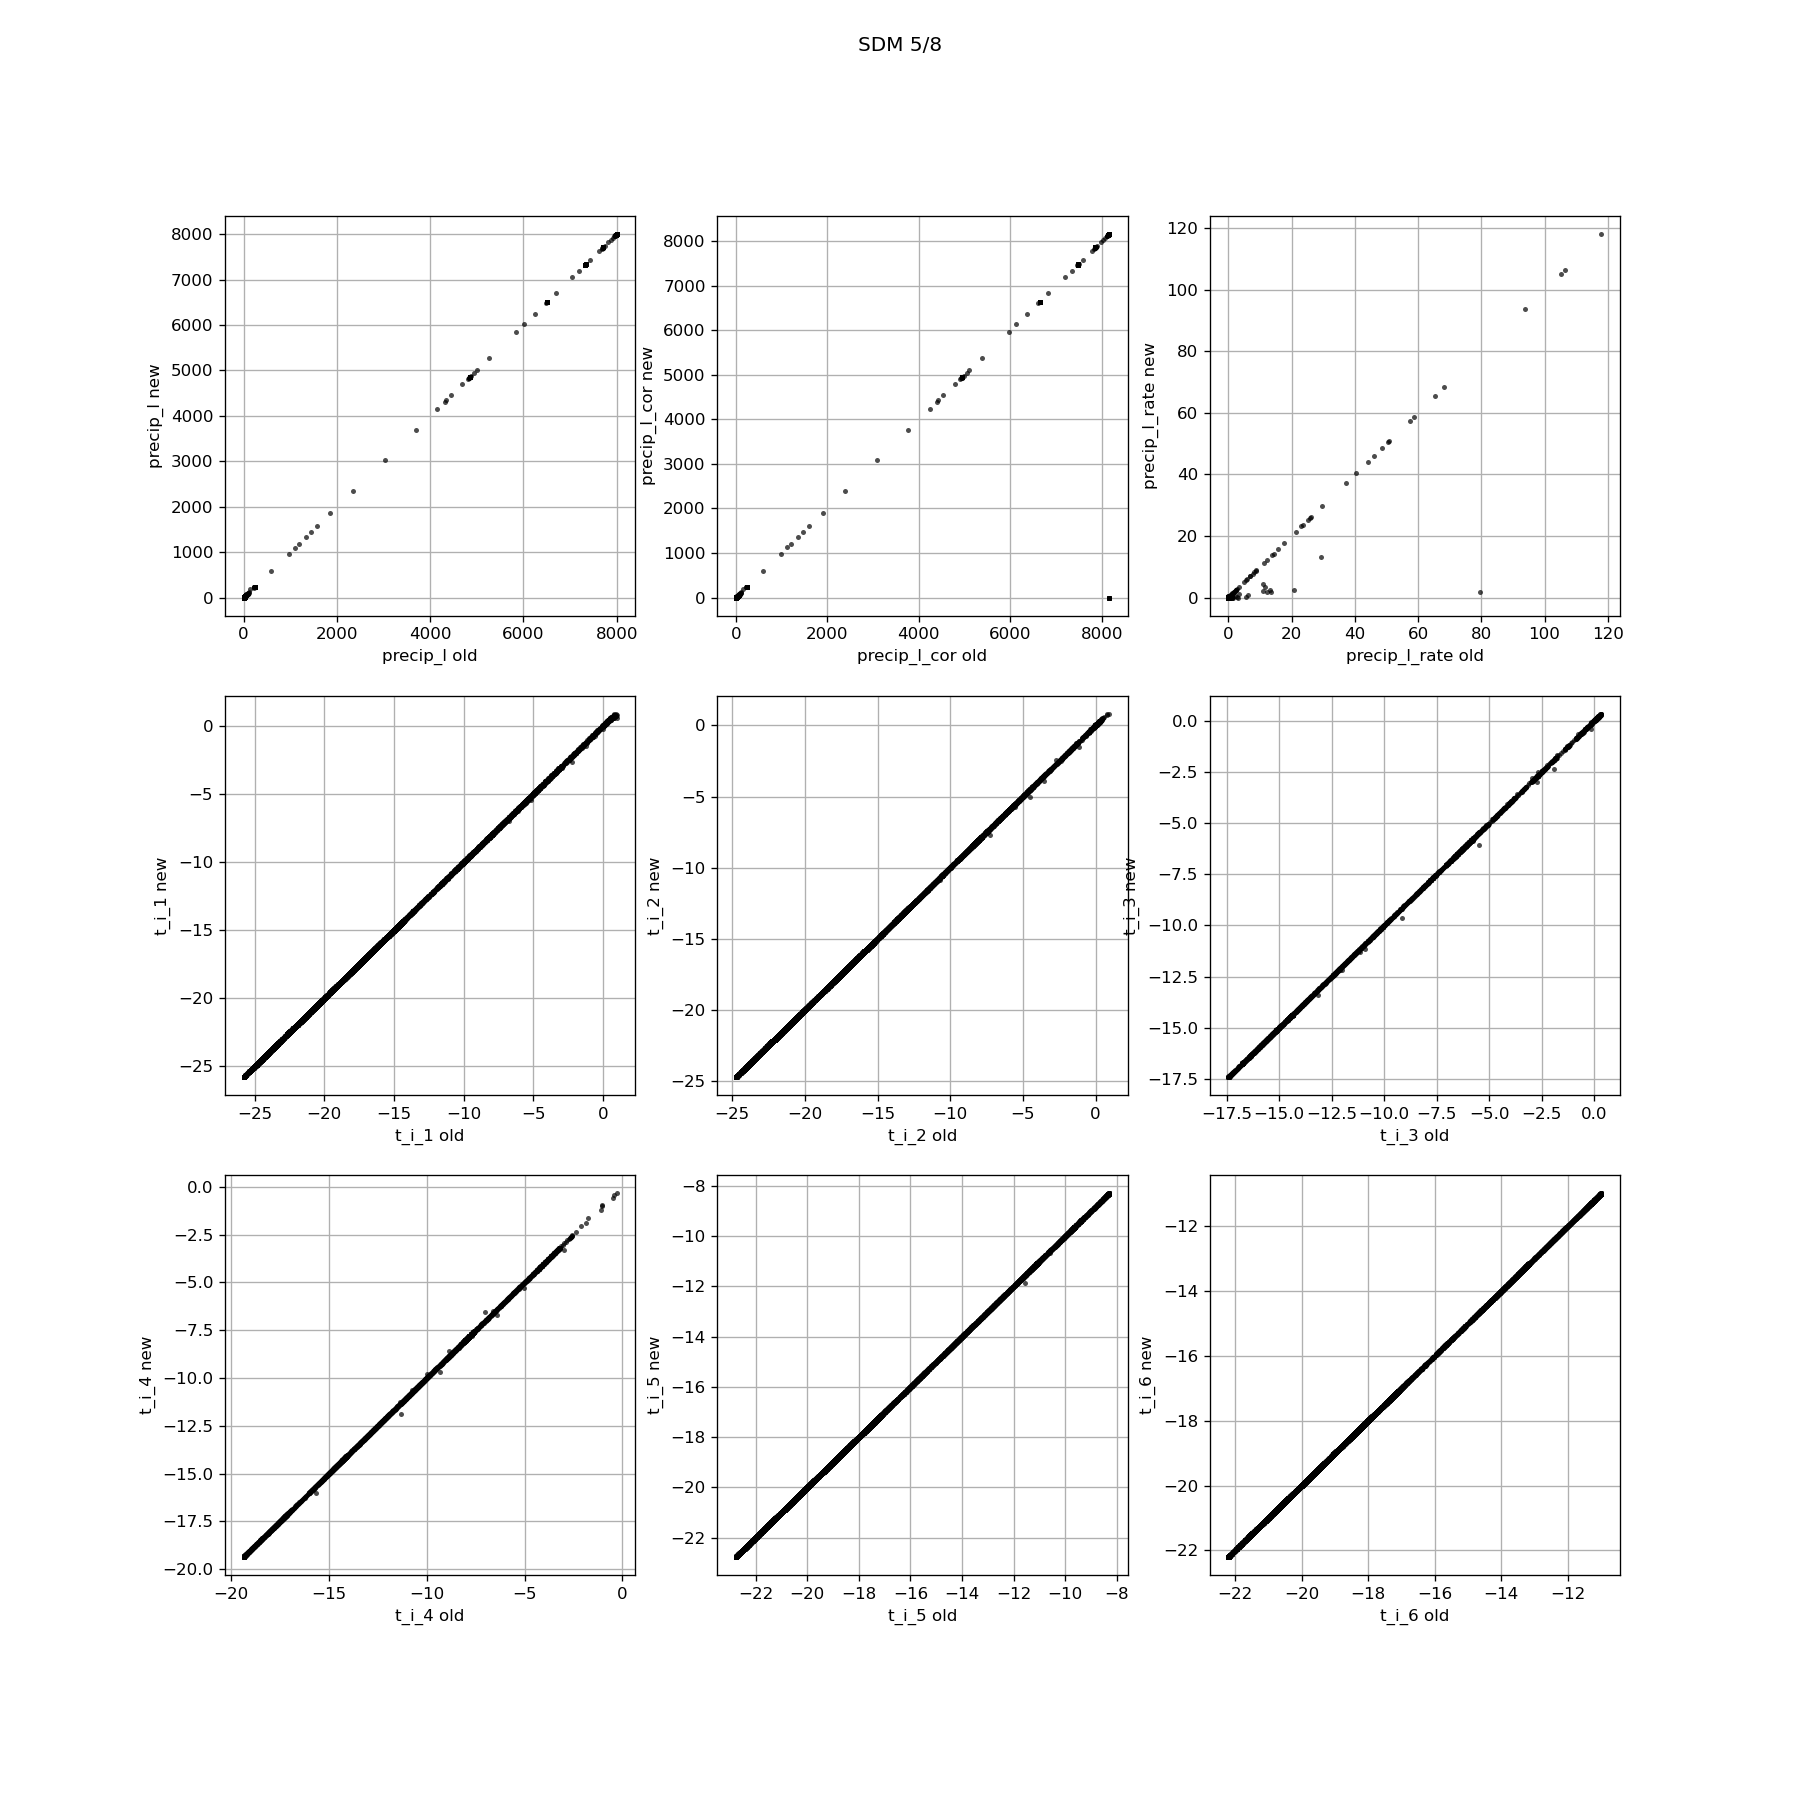 SDM 5/8
8000
7000
6000
5000
4000
3000
2000
1000
0
precip_l new
0 2000 4000 6000 8000
precip_l old
8000
7000
6000
5000
4000
3000
2000
1000
0
precip_l_cor new
0 2000 4000 6000 8000
precip_l_cor old
120
100
80
60
40
20
0
precip_l_rate new
0 20 40 60 80 100 120
precip_l_rate old
0
−5
−10
−15
−20
−25
t_i_1 new
−25 −20 −15 −10 −5 0
t_i_1 old
0
−5
−10
−15
−20
−25
t_i_2 new
−25 −20 −15 −10 −5 0
t_i_2 old
0.0
−2.5
−5.0
−7.5
−10.0
−12.5
−15.0
−17.5
t_i_3 new
−17.5 −15.0 −12.5 −10.0 −7.5 −5.0 −2.5 0.0
t_i_3 old
0.0
−2.5
−5.0
−7.5
−10.0
−12.5
−15.0
−17.5
−20.0
t_i_4 new
−20 −15 −10 −5 0
t_i_4 old
−8
−10
−12
−14
−16
−18
−20
−22
t_i_5 new
−22 −20 −18 −16 −14 −12 −10 −8
t_i_5 old
−12
−14
−16
−18
−20
−22
t_i_6 new
−22 −20 −18 −16 −14 −12
t_i_6 old